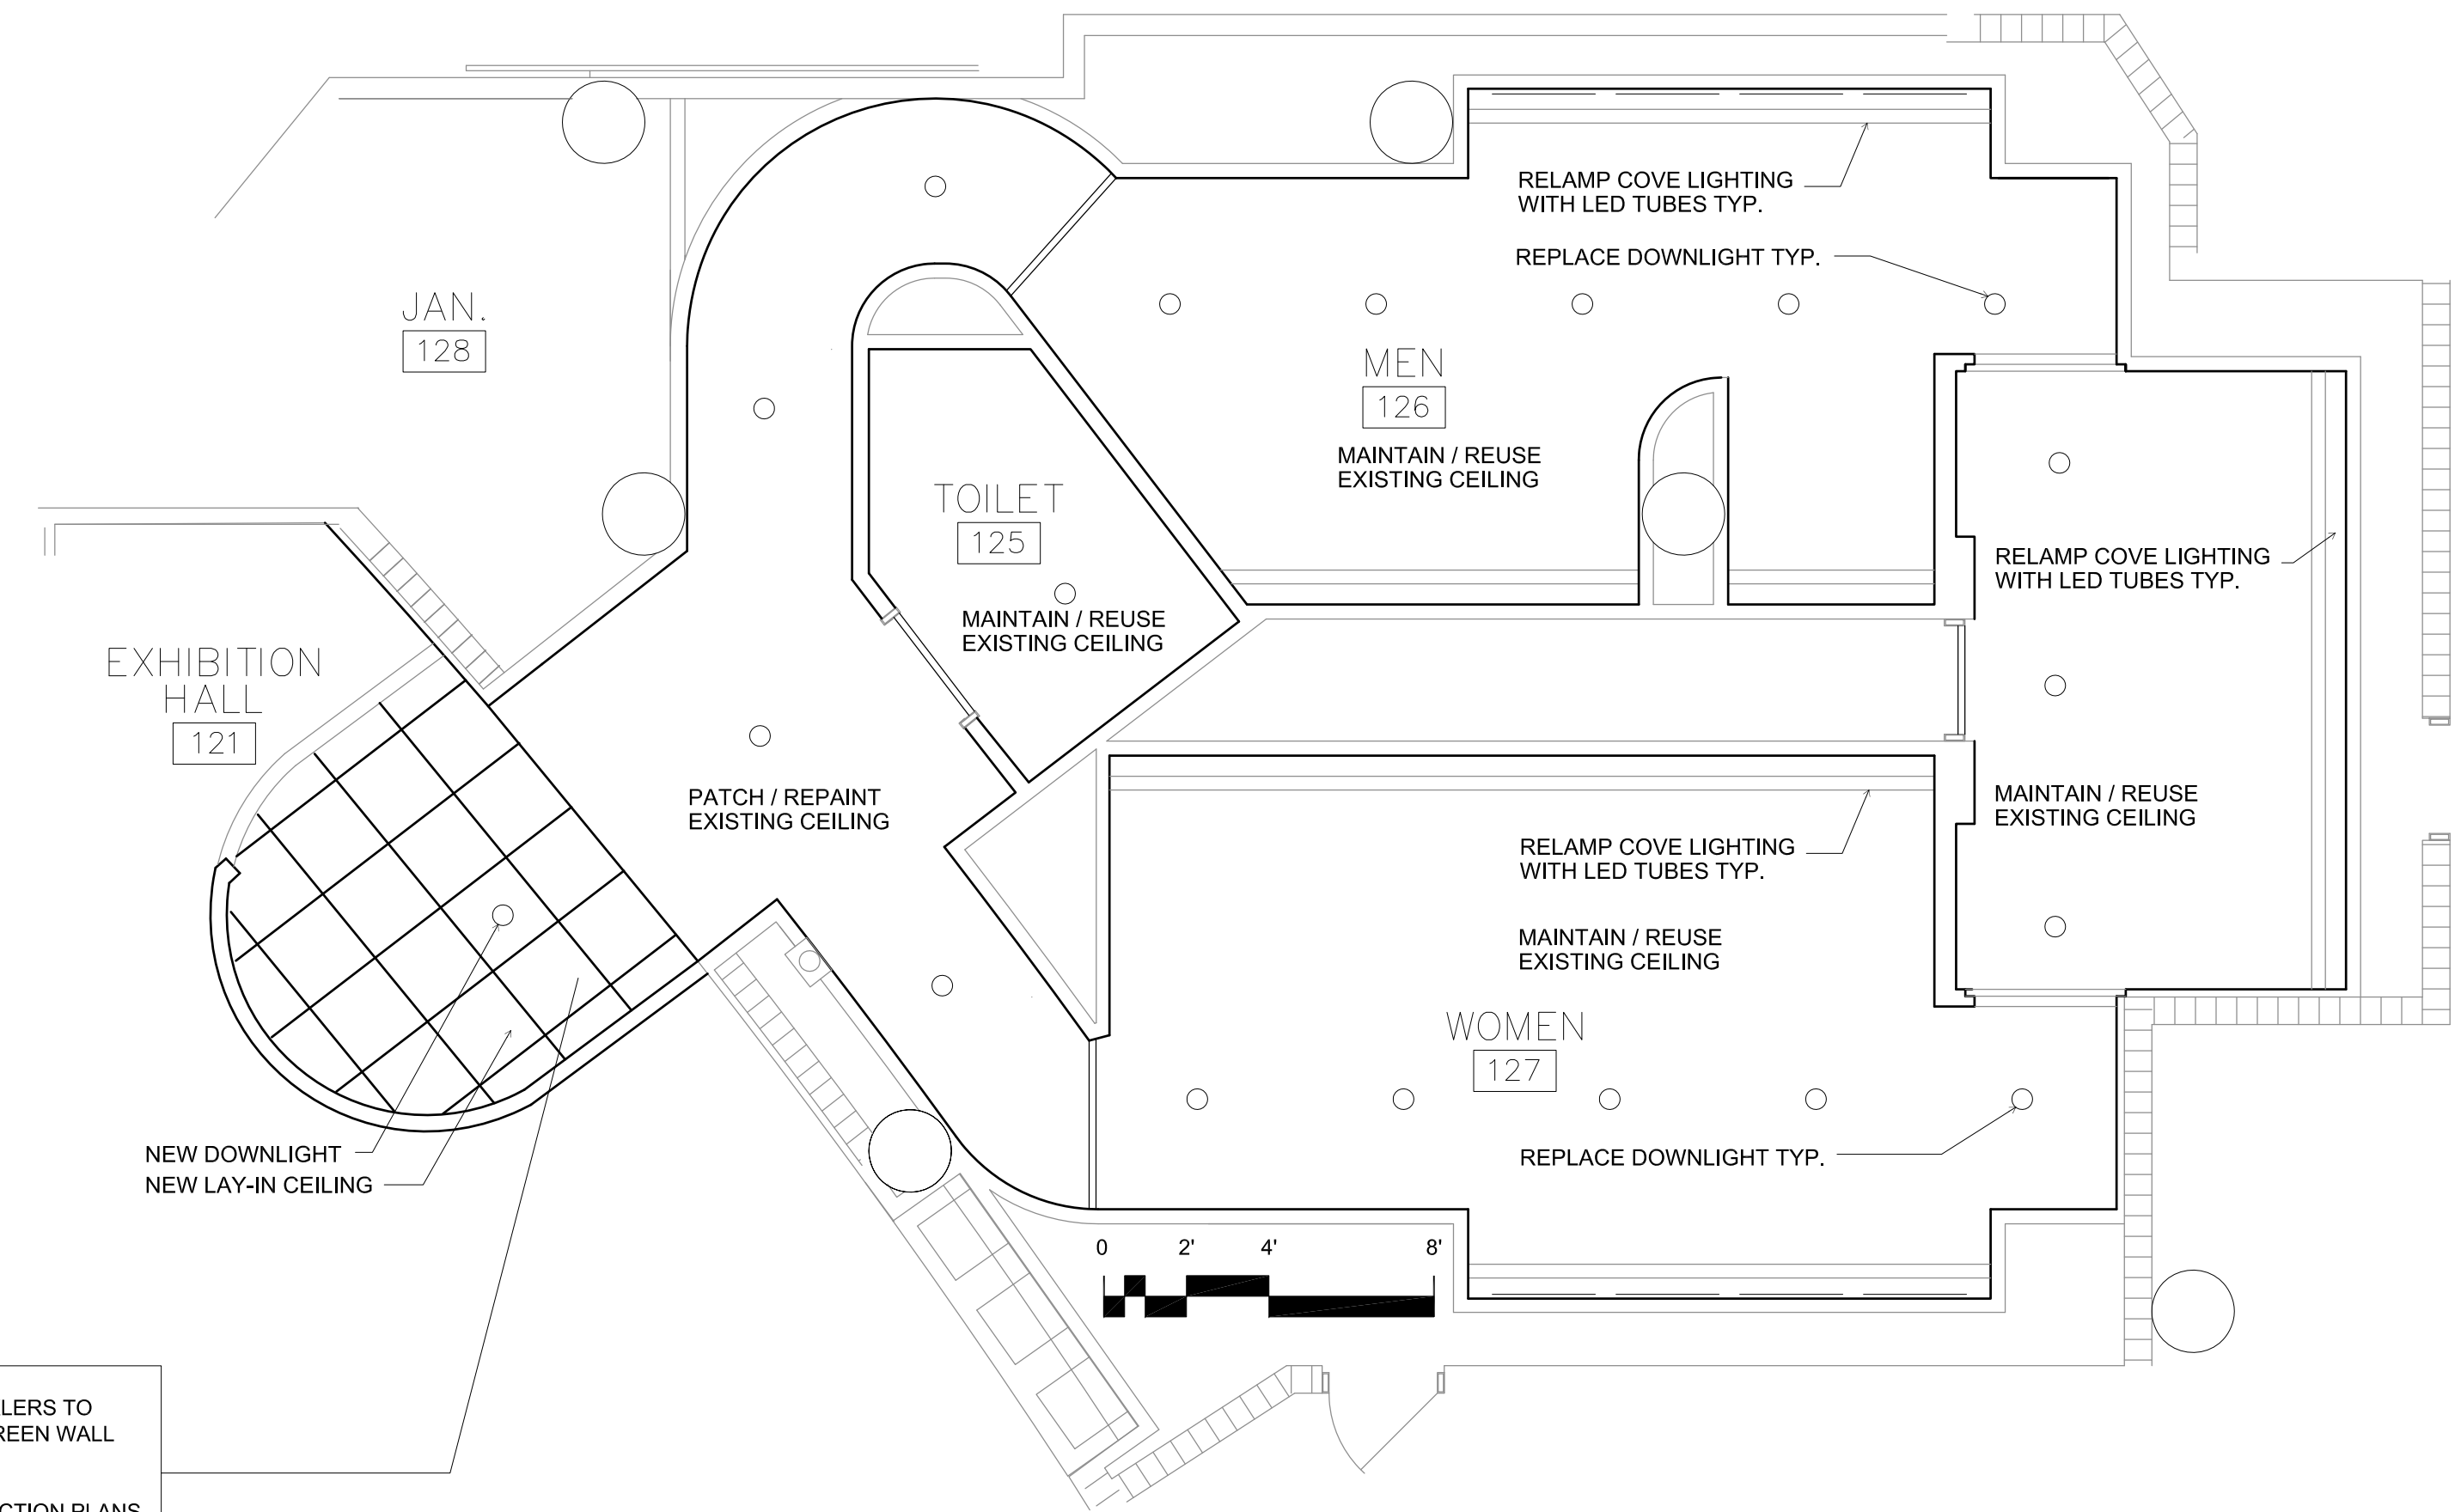 RELAMP COVE LIGHTING
WITH LED TUBES TYP.
REPLACE DOWNLIGHT TYP.
JAN.
128
MEN
126
MAINTAIN / REUSE
EXISTING CEILING
TOILET
125
MAINTAIN / REUSE
EXISTING CEILING
RELAMP COVE LIGHTING
WITH LED TUBES TYP.
EXHIBITION
HALL
121
PATCH / REPAINT
EXISTING CEILING
MAINTAIN / REUSE
EXISTING CEILING
RELAMP COVE LIGHTING
WITH LED TUBES TYP.
MAINTAIN / REUSE
EXISTING CEILING
WOMEN
127
REPLACE DOWNLIGHT TYP.
NEW DOWNLIGHT
NEW LAY-IN CEILING
0 2' 4' 8'
TO
WALL
PLANS